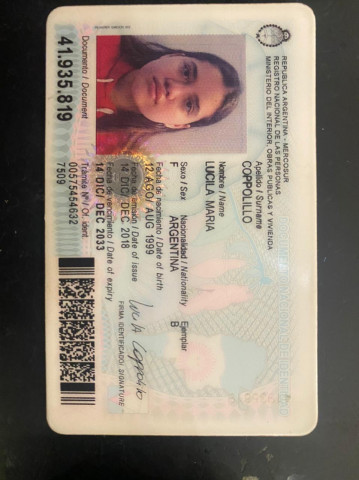 REPUBLICA ARGENTINA - MERCOSUR
REGISTRO NACIONAL DE LAS PERSONAS
MINISTERIO DEL INTERIOR, OBRAS PÚBLICAS Y VIVIENDA
Apellido / Surname
COPPOLILLO
Nombre / Name
LUCILA MARIA
Sexo / Sex Nacionalidad / Nationality Ejemplar
F ARGENTINA B
Fecha de nacimiento / Date of birth
12 AGO/ AUG 1999
Fecha de emisión / Date of issue
14 DIC/ DEC 2018
Fecha de vencimiento / Date of expiry
14 DIC/ DEC 2033
FIRMA IDENTIFICADO/ SIGNATURE
Documento / Document
41.935.819
Trámite Nº / Of. ident.
00575454632
7509